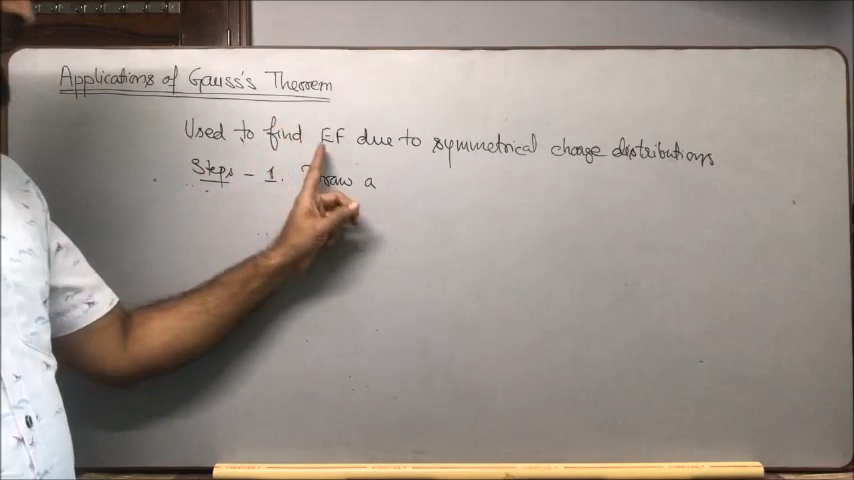 Applications of Gauss's Theorem
Used to find EF due to symmetrical charge distributions
Steps - 1. Draw a